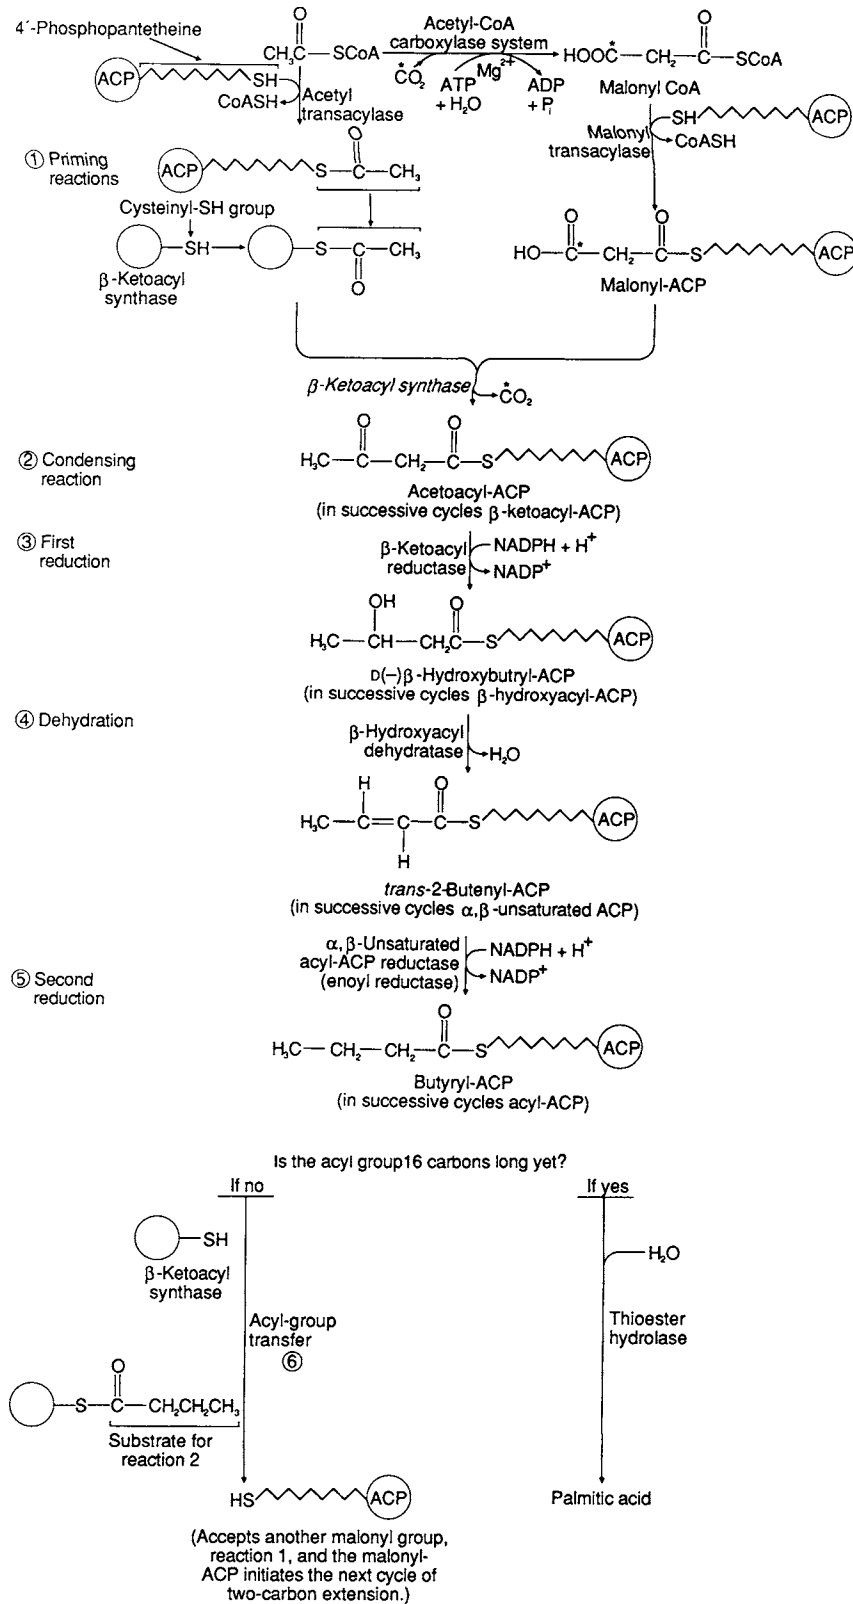 4´-Phosphopantetheine
ACP
SH
CoASH
O
CH₃C
SCoA
Acetyl
transacylase
Acetyl-CoA
carboxylase system
*CO₂
ATP
+ H₂O
Mg²⁺
ADP
+ Pᵢ
O
HOOC*—CH₂—C—SCoA
Malonyl CoA
SH
ACP
Malonyl
transacylase
CoASH
① Priming
reactions
O
ACP S—C—CH₃
Cysteinyl-SH group
SH
S—C—CH₃
O
β-Ketoacyl
synthase
O O
HO—C*—CH₂—C—S ACP
Malonyl-ACP
β-Ketoacyl synthase
*CO₂
② Condensing
reaction
O O
H₃C—C—CH₂—C—S ACP
Acetoacyl-ACP
(in successive cycles β-ketoacyl-ACP)
③ First
reduction
β-Ketoacyl
reductase
NADPH + H⁺
NADP⁺
OH O
H₃C—CH—CH₂C—S ACP
D(–)β-Hydroxybutryl-ACP
(in successive cycles β-hydroxyacyl-ACP)
④ Dehydration
β-Hydroxyacyl
dehydratase
H₂O
H O
H₃C—C=C—C—S ACP
H
trans-2-Butenyl-ACP
(in successive cycles α,β-unsaturated ACP)
α,β-Unsaturated
acyl-ACP reductase
(enoyl reductase)
NADPH + H⁺
NADP⁺
⑤ Second
reduction
O
H₃C—CH₂—CH₂—C—S ACP
Butyryl-ACP
(in successive cycles acyl-ACP)
Is the acyl group16 carbons long yet?
If no
If yes
SH
β-Ketoacyl
synthase
H₂O
Acyl-group
transfer
⑥
Thioester
hydrolase
O
S—C—CH₂CH₂CH₃
Substrate for
reaction 2
HS ACP
Palmitic acid
(Accepts another malonyl group,
reaction 1, and the malonyl-
ACP initiates the next cycle of
two-carbon extension.)